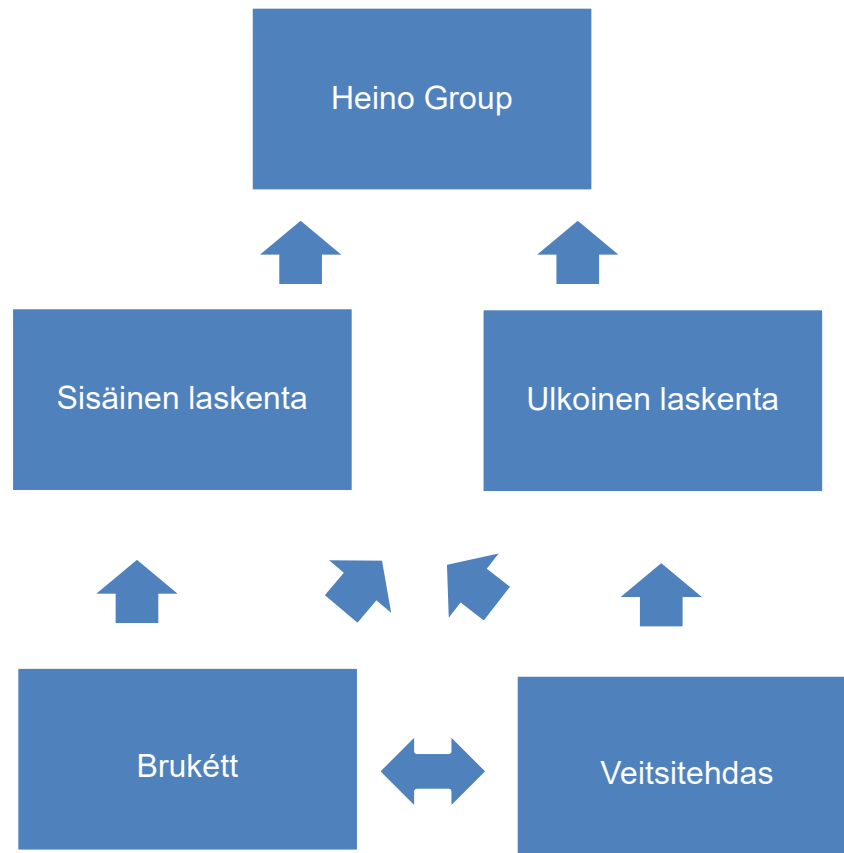 Heino Group
Sisäinen laskenta
Ulkoinen laskenta
Brukétt
Veitsitehdas